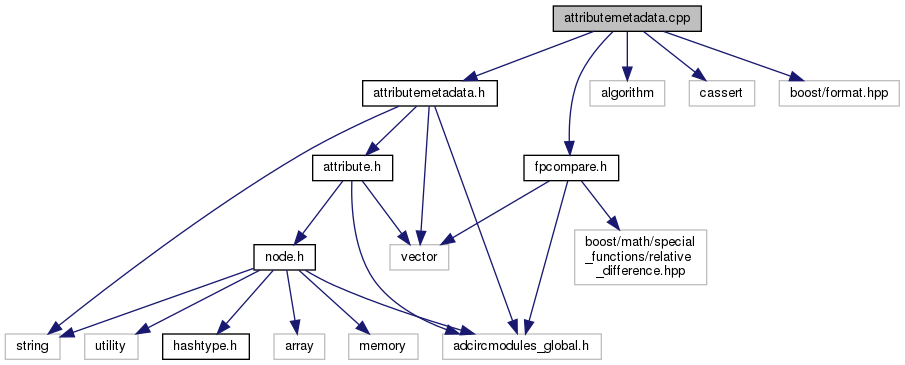 attributemetadata.cpp
attributemetadata.h
algorithm
cassert
boost/format.hpp
attribute.h
fpcompare.h
node.h
vector
boost/math/special
_functions/relative
_difference.hpp
string
utility
hashtype.h
array
memory
adcircmodules_global.h